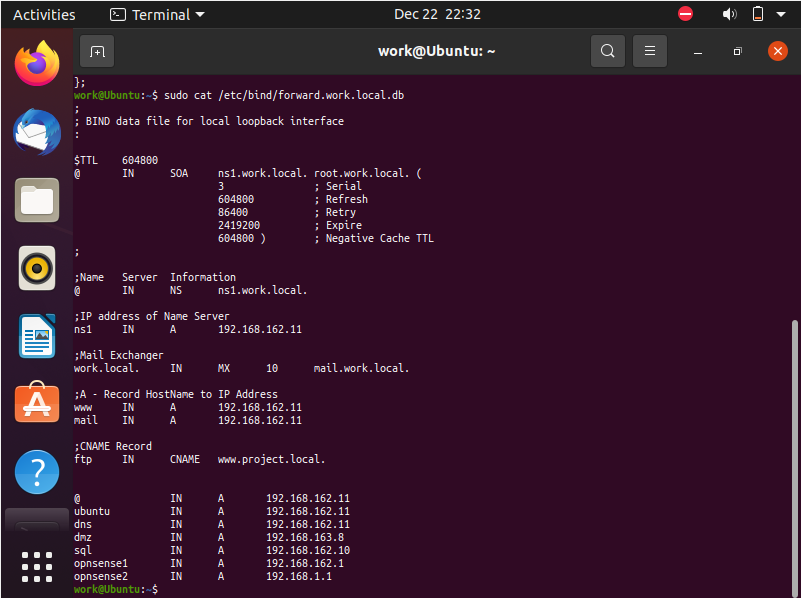 Activities
Terminal
Dec 22 22:32
work@Ubuntu: ~
};
work@Ubuntu:~$ sudo cat /etc/bind/forward.work.local.db
;
; BIND data file for local loopback interface
:
$TTL 604800
@ IN SOA ns1.work.local. root.work.local. (
3 ; Serial
604800 ; Refresh
86400 ; Retry
2419200 ; Expire
604800 ) ; Negative Cache TTL
;
;Name Server Information
@ IN NS ns1.work.local.
;IP address of Name Server
ns1 IN A 192.168.162.11
;Mail Exchanger
work.local. IN MX 10 mail.work.local.
;A - Record HostName to IP Address
www IN A 192.168.162.11
mail IN A 192.168.162.11
;CNAME Record
ftp IN CNAME www.project.local.
@ IN A 192.168.162.11
ubuntu IN A 192.168.162.11
dns IN A 192.168.162.11
dmz IN A 192.168.163.8
sql IN A 192.168.162.10
opnsense1 IN A 192.168.162.1
opnsense2 IN A 192.168.1.1
work@Ubuntu:~$